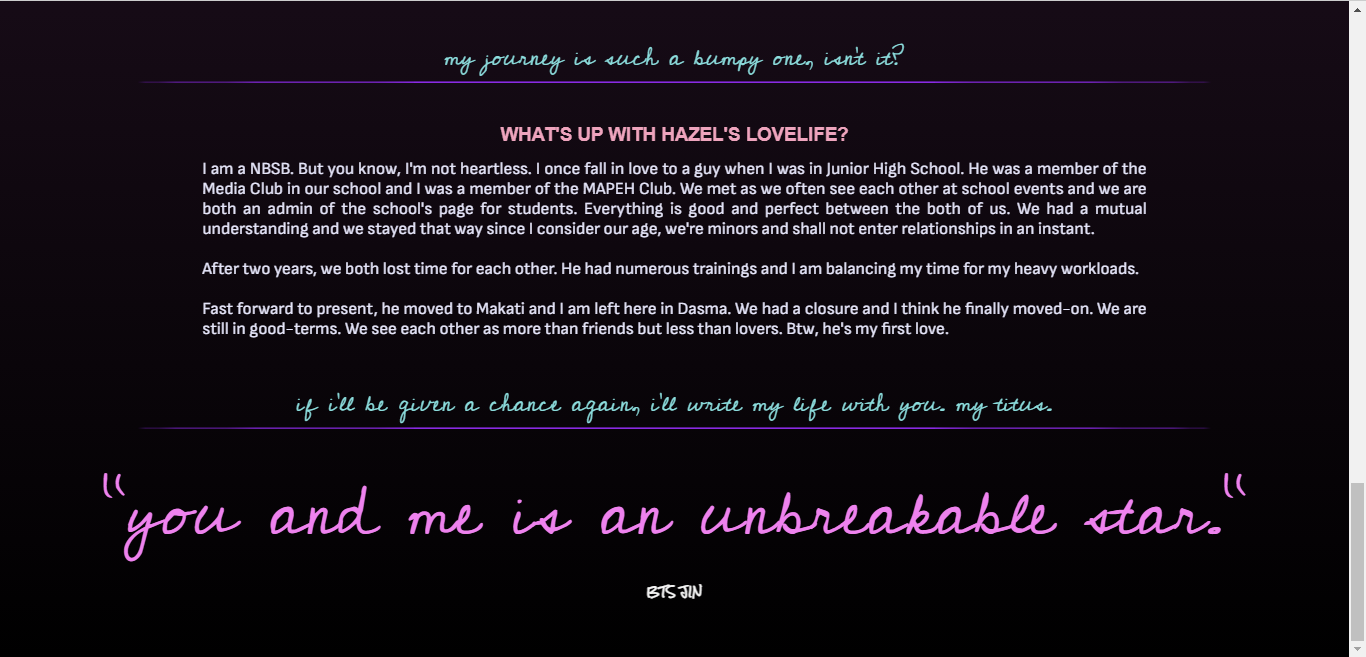 my journey is such a bumpy one, isn't it?
WHAT'S UP WITH HAZEL'S LOVELIFE?
I am a NBSB. But you know, I'm not heartless. I once fall in love to a guy when I was in Junior High School. He was a member of the
Media Club in our school and I was a member of the MAPEH Club. We met as we often see each other at school events and we are
both an admin of the school's page for students. Everything is good and perfect between the both of us. We had a mutual
understanding and we stayed that way since I consider our age, we're minors and shall not enter relationships in an instant.
After two years, we both lost time for each other. He had numerous trainings and I am balancing my time for my heavy workloads.
Fast forward to present, he moved to Makati and I am left here in Dasma. We had a closure and I think he finally moved-on. We are
still in good-terms. We see each other as more than friends but less than lovers. Btw, he's my first love.
if i'll be given a chance again, i'll write my life with you. my titus.
"you and me is an unbreakable star."
BTS JIN